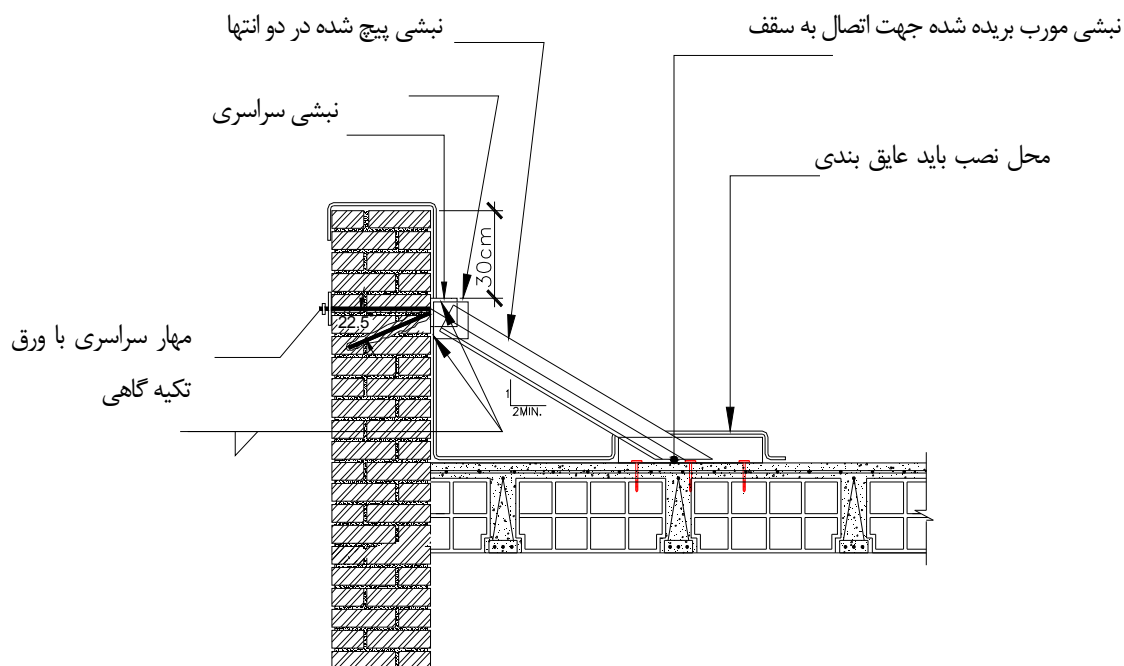 نبشی مورب بریده شده جهت اتصال به سقف
نبشی پیچ شده در دو انتها
نبشی سراسری
محل نصب باید عایق بندی
30cm
22.5
مهار سراسری با ورق
تکیه گاهی
1
2MIN.